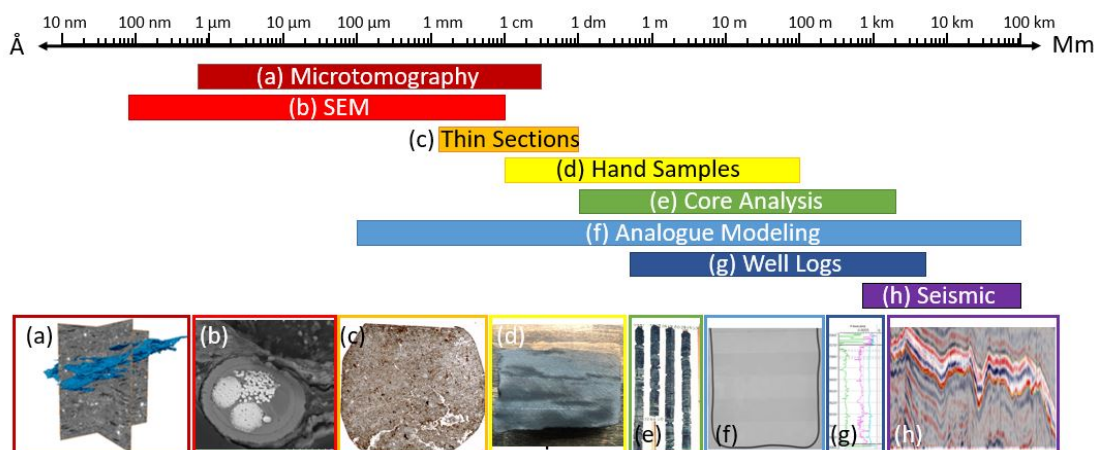 10 nm 100 nm 1 µm 10 µm 100 µm 1 mm 1 cm 1 dm 1 m 10 m 100 m 1 km 10 km 100 km
Å Mm
(a) Microtomography
(b) SEM
(c) Thin Sections
(d) Hand Samples
(e) Core Analysis
(f) Analogue Modeling
(g) Well Logs
(h) Seismic
(a) (b) (c) (d) (e) (f) (g) (h)